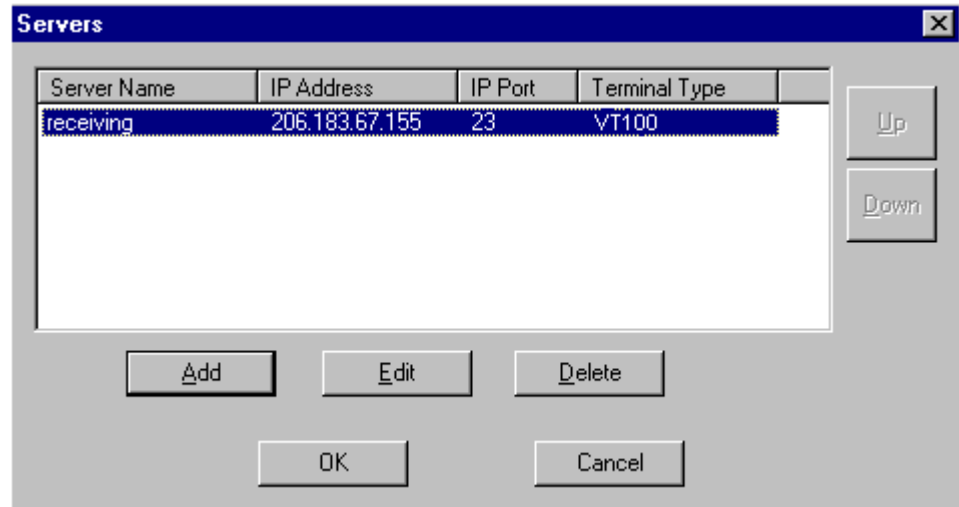 Servers
Server Name IP Address IP Port Terminal Type
receiving 206.183.67.155 23 VT100
Up
Down
Add Edit Delete
OK Cancel